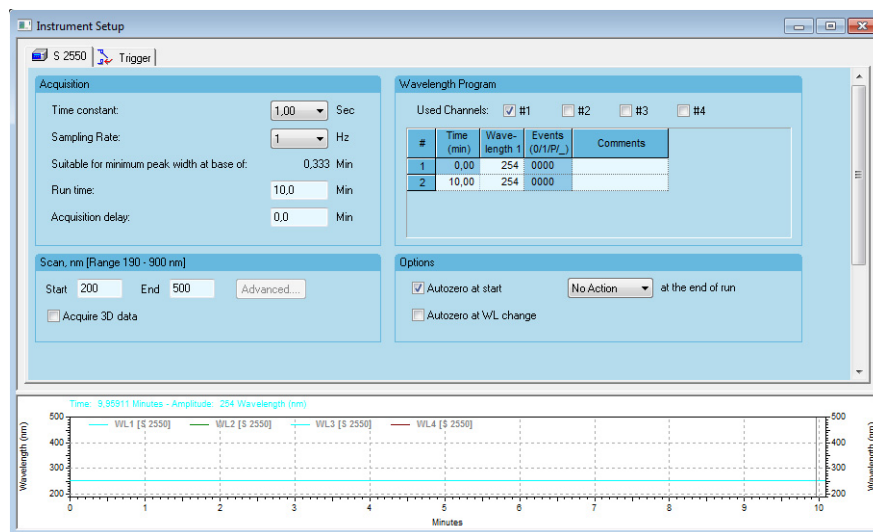 Instrument Setup
S 2550 Trigger
Acquisition
Time constant: 1,00 Sec
Sampling Rate: 1 Hz
Suitable for minimum peak width at base of: 0,333 Min
Run time: 10,0 Min
Acquisition delay: 0,0 Min
Wavelength Program
Used Channels: #1 #2 #3 #4
# Time (min) Wave-length 1 Events (0/1/P/_) Comments
1 0,00 254 0000
2 10,00 254 0000
Scan, nm [Range 190 - 900 nm]
Start 200 End 500 Advanced....
Acquire 3D data
Options
Autozero at start No Action at the end of run
Autozero at WL change
Time: 9.95911 Minutes - Amplitude: 254 Wavelength (nm)
WL1 [S 2550] WL2 [S 2550] WL3 [S 2550] WL4 [S 2550]
Wavelength (nm)
500
400
300
200
0 1 2 3 4 5 6 7 8 9 10
Minutes
500
400
300
200
Wavelength (nm)